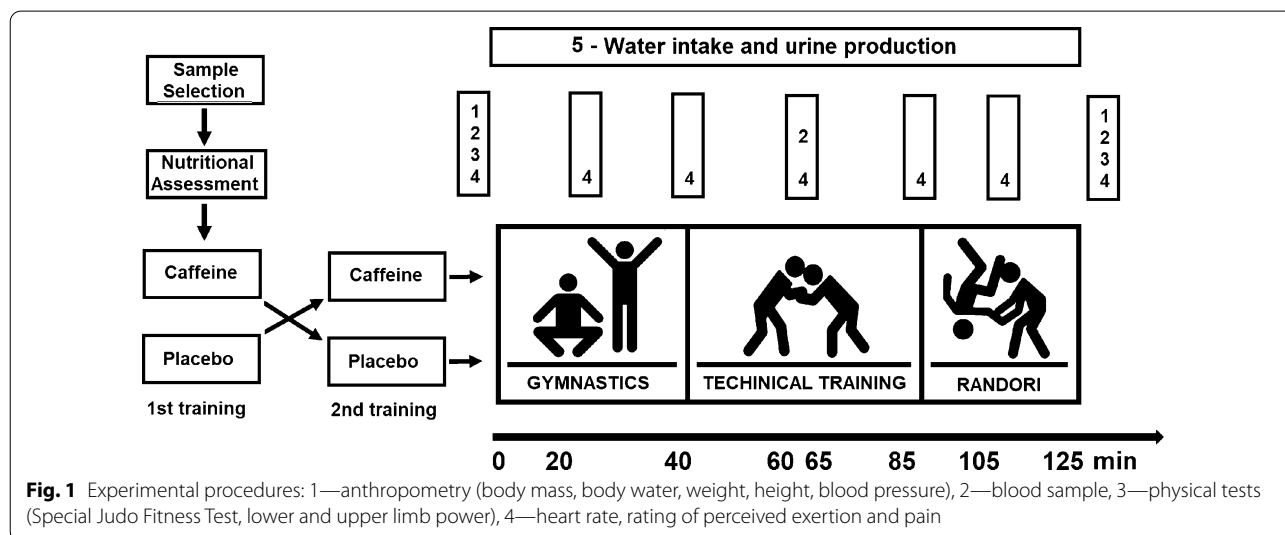 5 - Water intake and urine production
Sample
Selection
Nutritional
Assessment
Caffeine
Placebo
1st training
Caffeine
Placebo
2nd training
1
2
3
4
4
4
2
4
4
4
1
2
3
4
GYMNASTICS
TECHINICAL TRAINING
RANDORI
0 20 40 60 65 85 105 125 min
Fig. 1 Experimental procedures: 1—anthropometry (body mass, body water, weight, height, blood pressure), 2—blood sample, 3—physical tests
(Special Judo Fitness Test, lower and upper limb power), 4—heart rate, rating of perceived exertion and pain